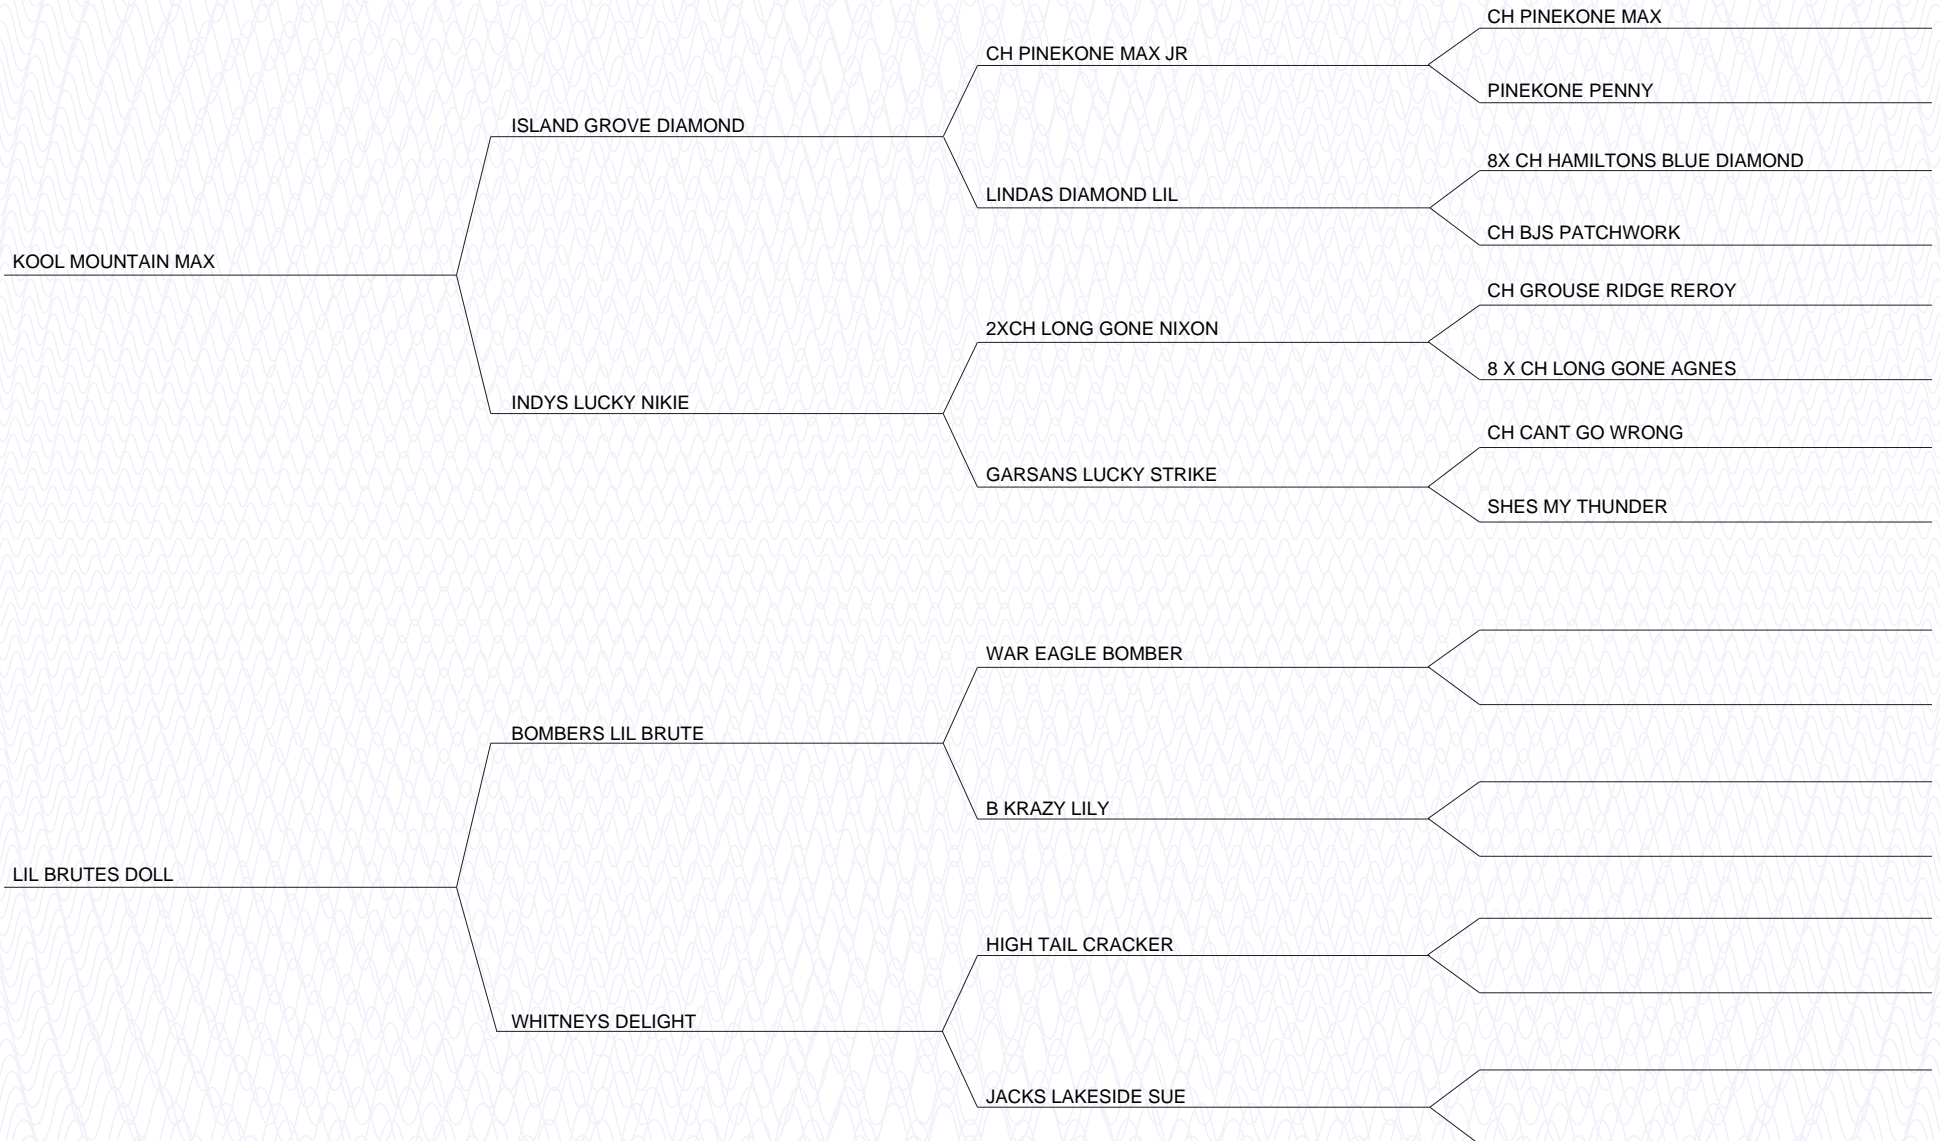 CH PINEKONE MAX
CH PINEKONE MAX JR
PINEKONE PENNY
ISLAND GROVE DIAMOND
8X CH HAMILTONS BLUE DIAMOND
LINDAS DIAMOND LIL
CH BJS PATCHWORK
KOOL MOUNTAIN MAX
CH GROUSE RIDGE REROY
2XCH LONG GONE NIXON
8 X CH LONG GONE AGNES
INDYS LUCKY NIKIE
CH CANT GO WRONG
GARSANS LUCKY STRIKE
SHES MY THUNDER
WAR EAGLE BOMBER
BOMBERS LIL BRUTE
B KRAZY LILY
LIL BRUTES DOLL
HIGH TAIL CRACKER
WHITNEYS DELIGHT
JACKS LAKESIDE SUE